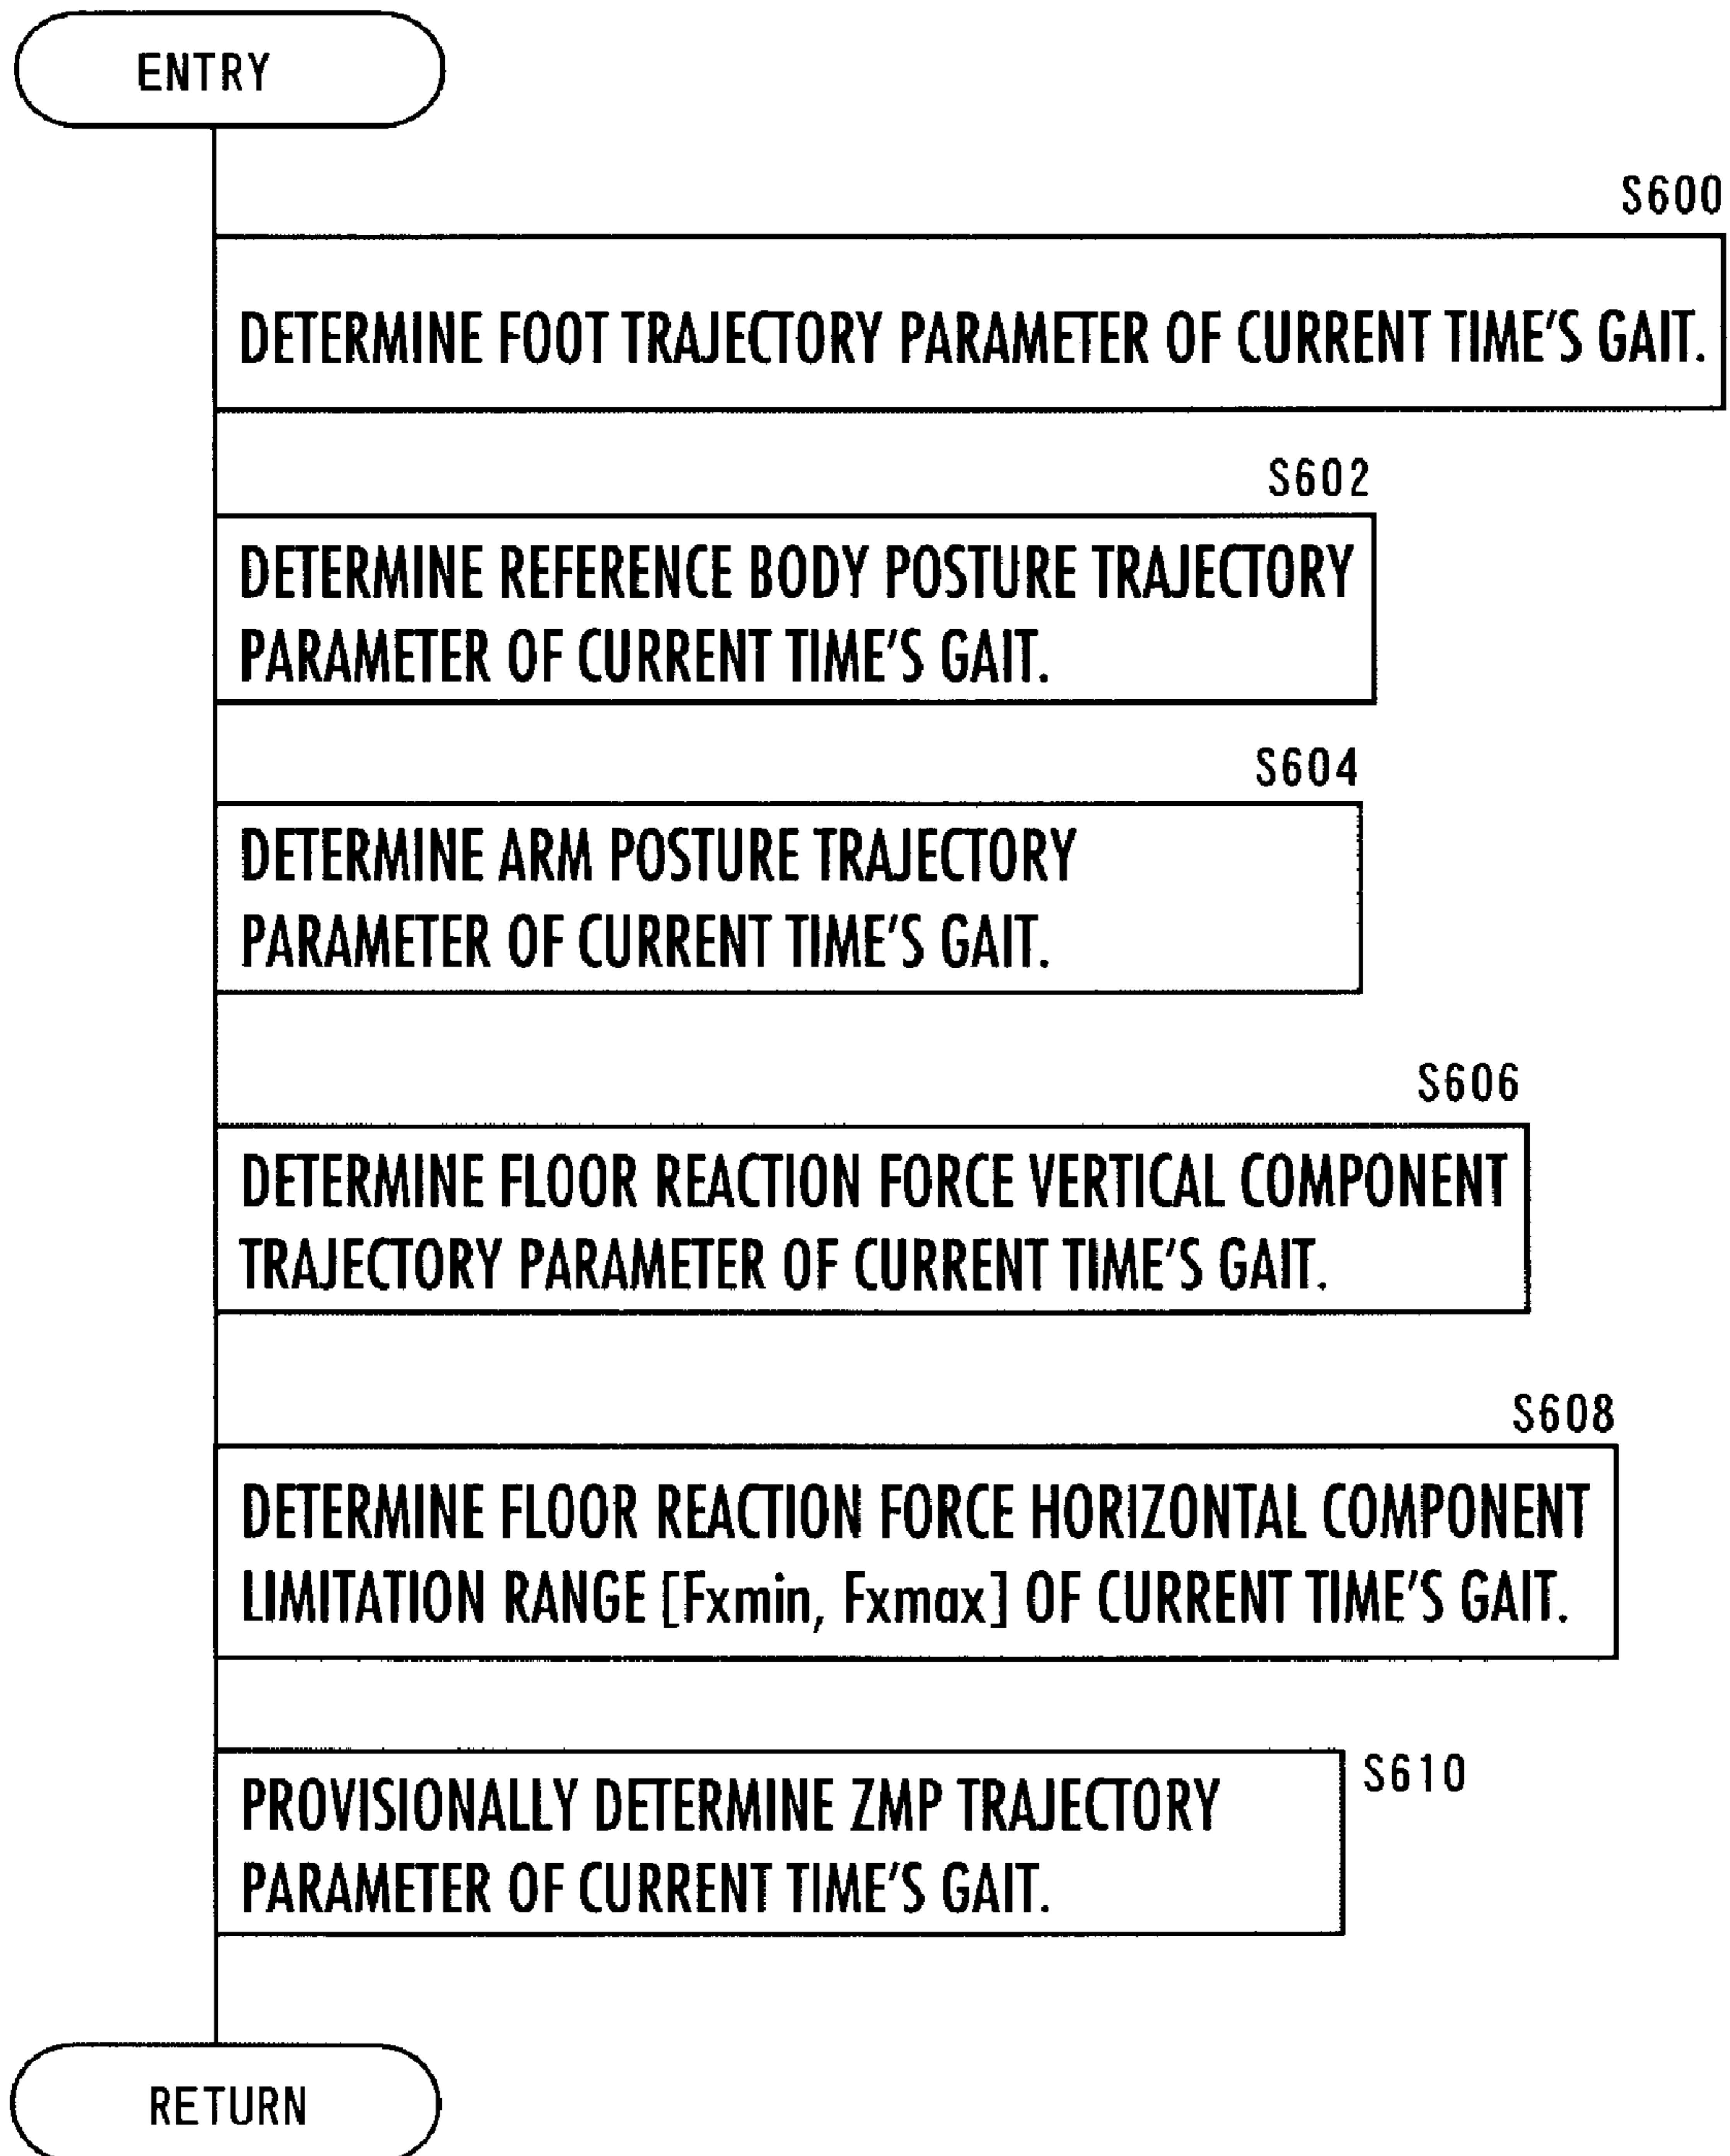 ENTRY
S600
DETERMINE FOOT TRAJECTORY PARAMETER OF CURRENT TIME'S GAIT.
S602
DETERMINE REFERENCE BODY POSTURE TRAJECTORY
PARAMETER OF CURRENT TIME'S GAIT.
S604
DETERMINE ARM POSTURE TRAJECTORY
PARAMETER OF CURRENT TIME'S GAIT.
S606
DETERMINE FLOOR REACTION FORCE VERTICAL COMPONENT
TRAJECTORY PARAMETER OF CURRENT TIME'S GAIT.
S608
DETERMINE FLOOR REACTION FORCE HORIZONTAL COMPONENT
LIMITATION RANGE [Fxmin, Fxmax] OF CURRENT TIME'S GAIT.
S610
PROVISIONALLY DETERMINE ZMP TRAJECTORY
PARAMETER OF CURRENT TIME'S GAIT.
RETURN